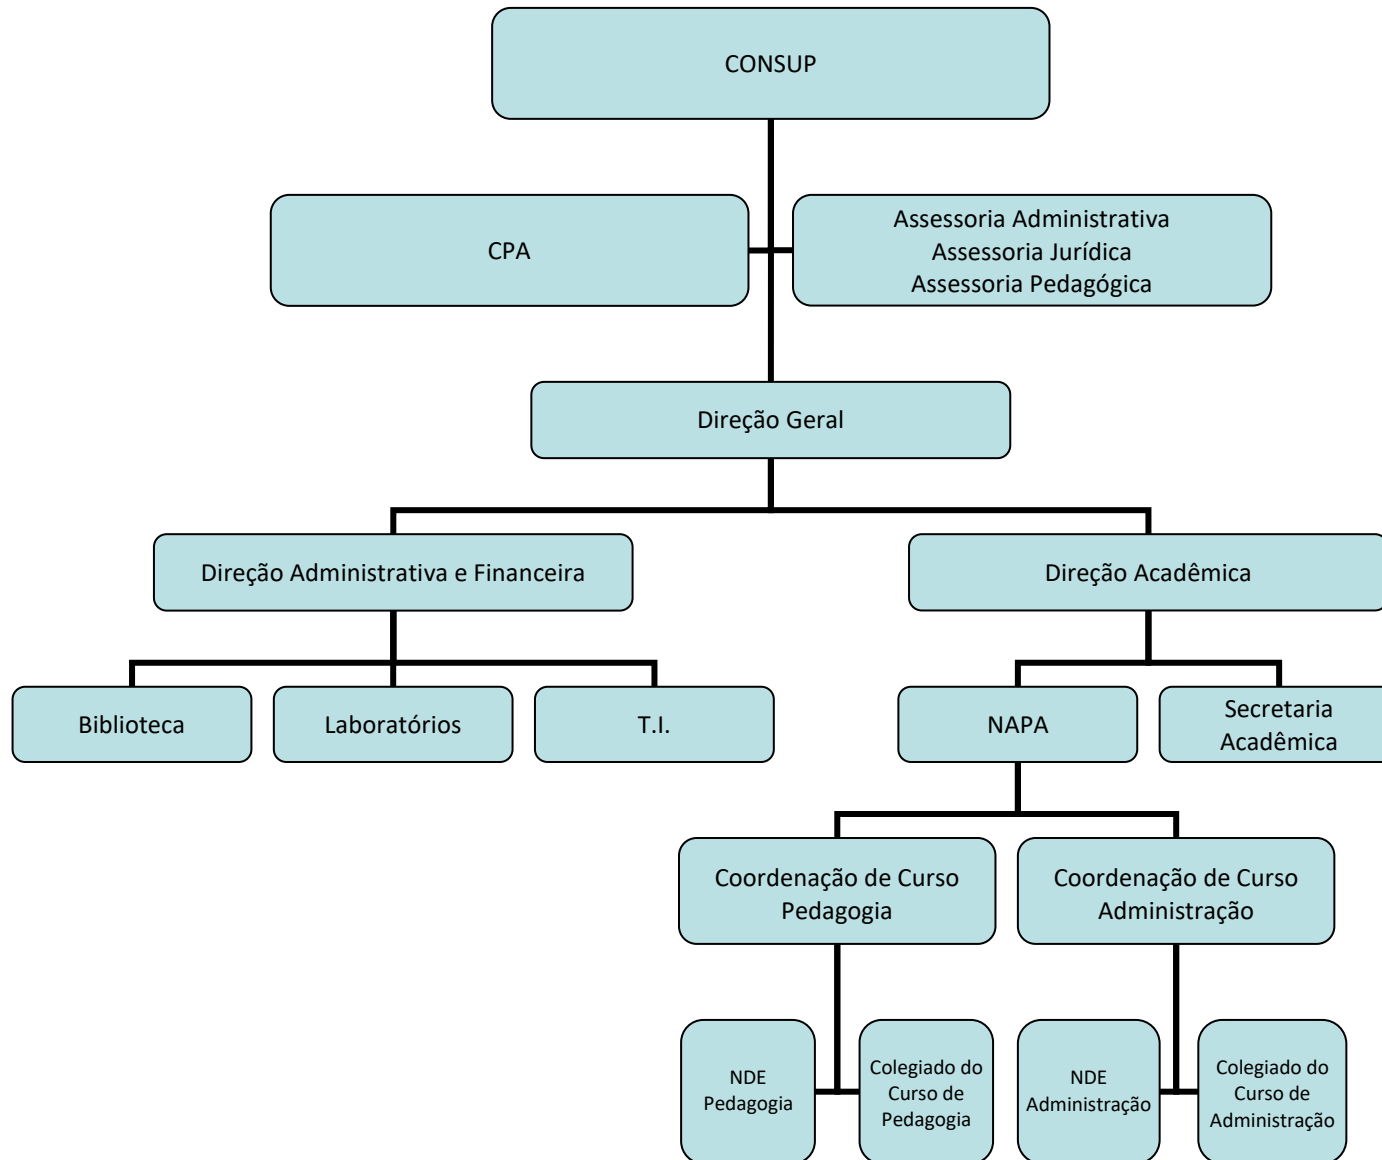 CONSUP
CPA
Assessoria Administrativa
Assessoria Jurídica
Assessoria Pedagógica
Direção Geral
Direção Administrativa e Financeira
Direção Acadêmica
Biblioteca
Laboratórios
T.I.
NAPA
Secretaria
Acadêmica
Coordenação de Curso
Pedagogia
Coordenação de Curso
Administração
NDE
Pedagogia
Colegiado do
Curso de
Pedagogia
NDE
Administração
Colegiado do
Curso de
Administração